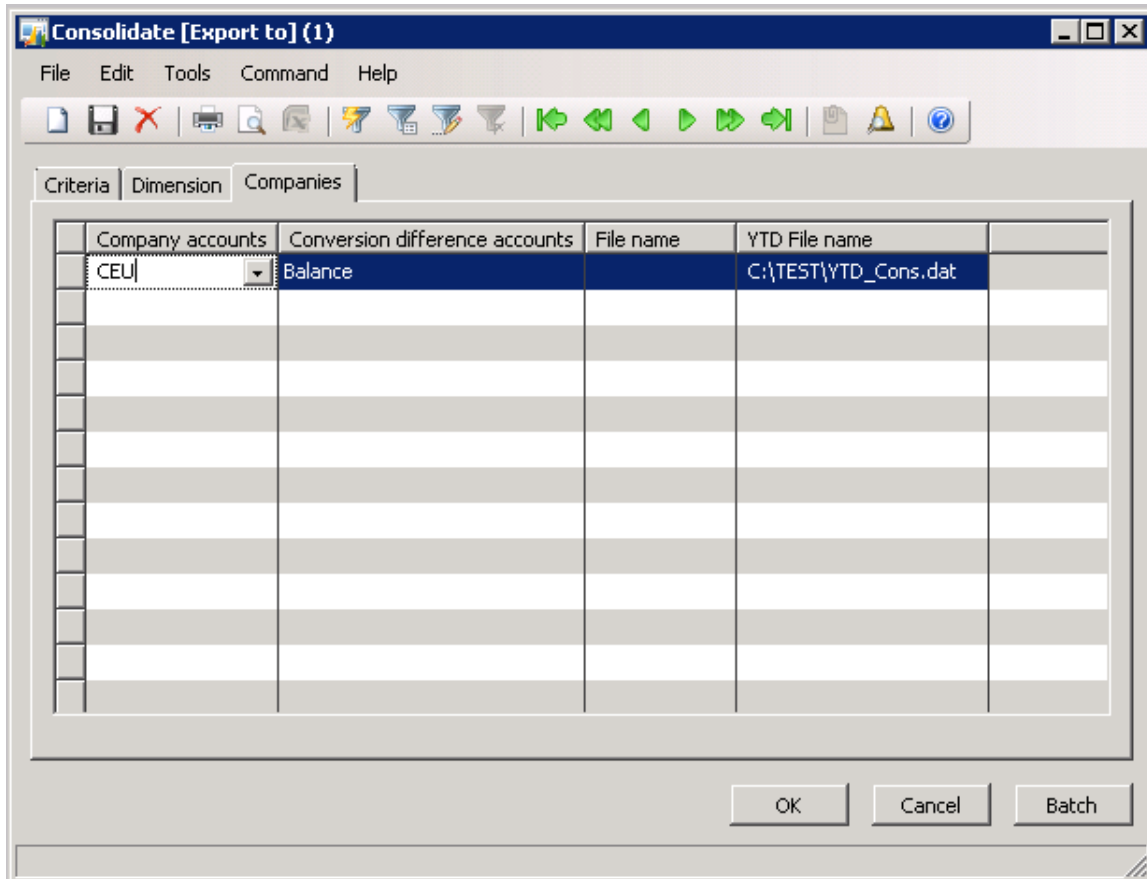 Consolidate [Export to] (1)
File Edit Tools Command Help
Criteria Dimension Companies
Company accounts Conversion difference accounts File name YTD File name
CEU Balance C:\TEST\YTD_Cons.dat
OK Cancel Batch